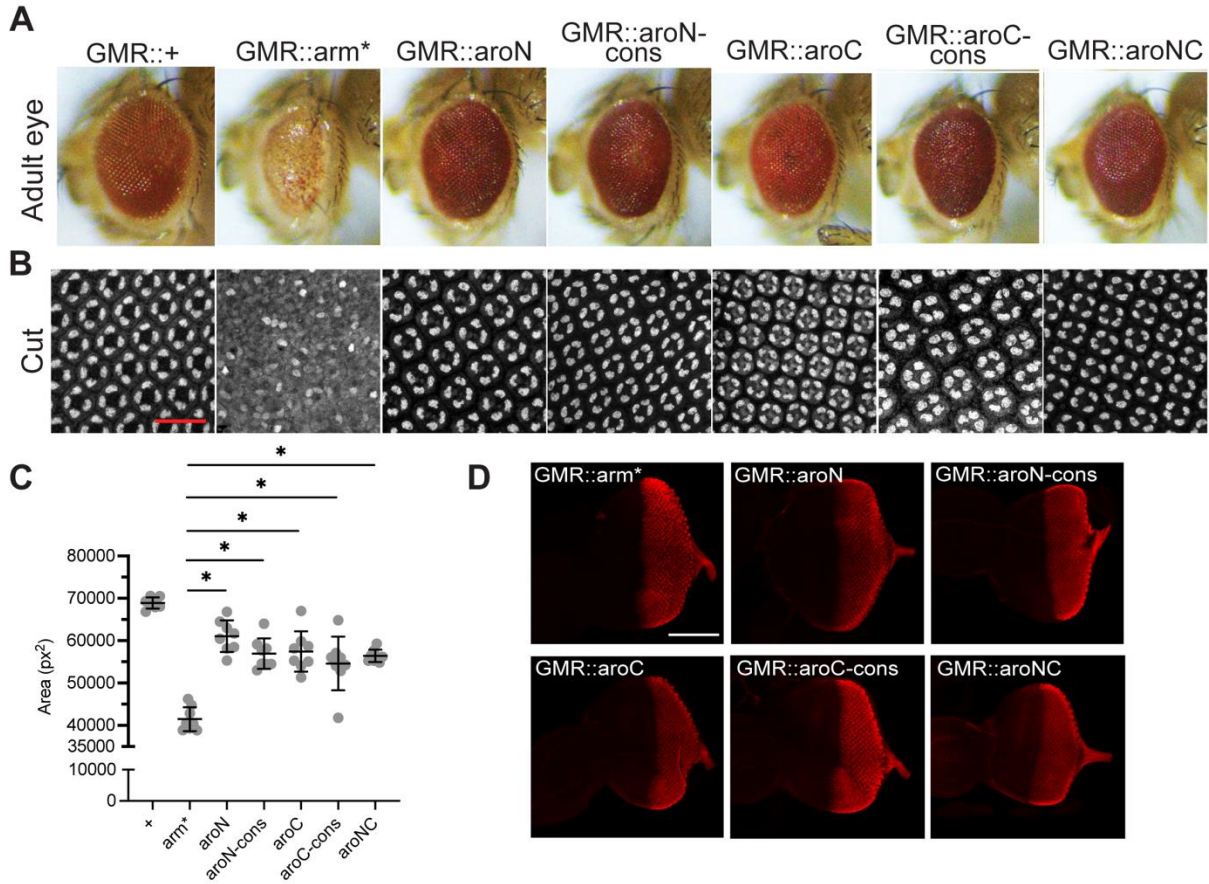 A
GMR::+
GMR::arm*
GMR::aroN
GMR::aroN-
cons
GMR::aroC
GMR::aroC-
cons
GMR::aroNC
Adult eye
B
Cut
C
*
*
*
*
*
Area (px²)
80000
70000
60000
50000
40000
35000
10000
0
+
arm*
aroN
aroN-cons
aroC
aroC-cons
aroNC
D
GMR::arm*
GMR::aroN
GMR::aroN-cons
GMR::aroC
GMR::aroC-cons
GMR::aroNC